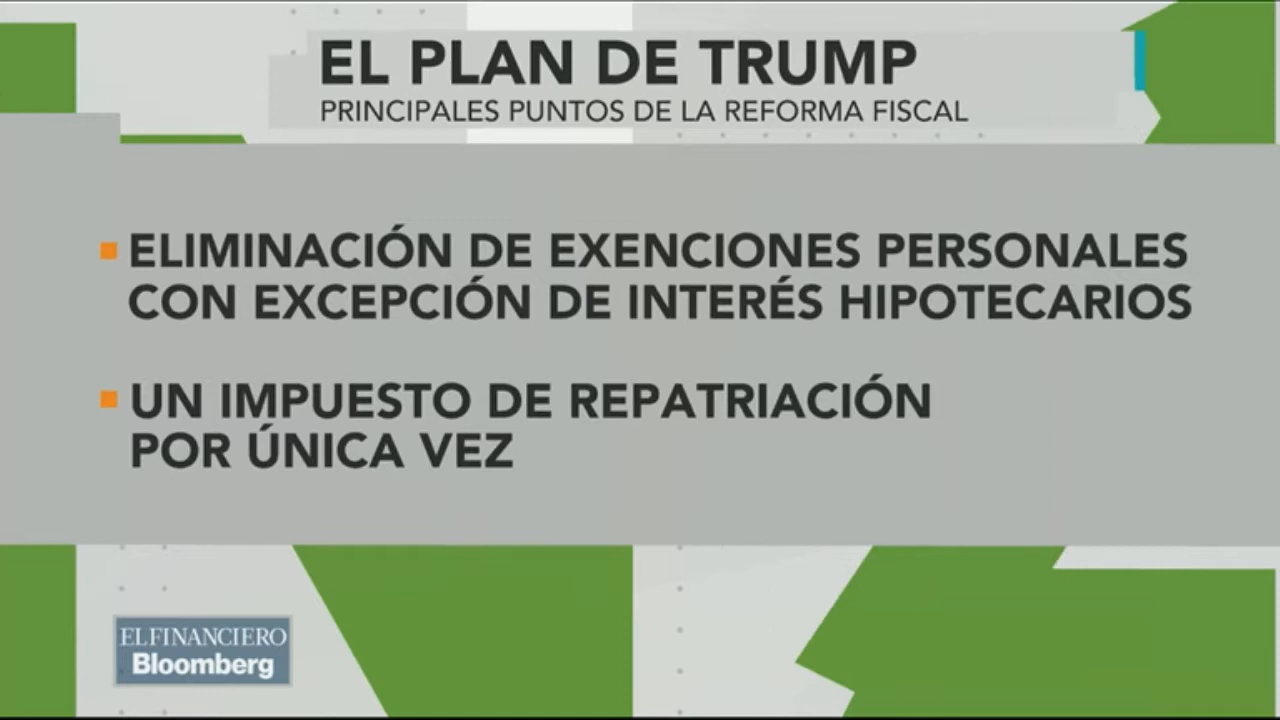 EL PLAN DE TRUMP
PRINCIPALES PUNTOS DE LA REFORMA FISCAL
ELIMINACIÓN DE EXENCIONES PERSONALES
CON EXCEPCIÓN DE INTERÉS HIPOTECARIOS
UN IMPUESTO DE REPATRIACIÓN
POR ÚNICA VEZ
EL FINANCIERO
Bloomberg